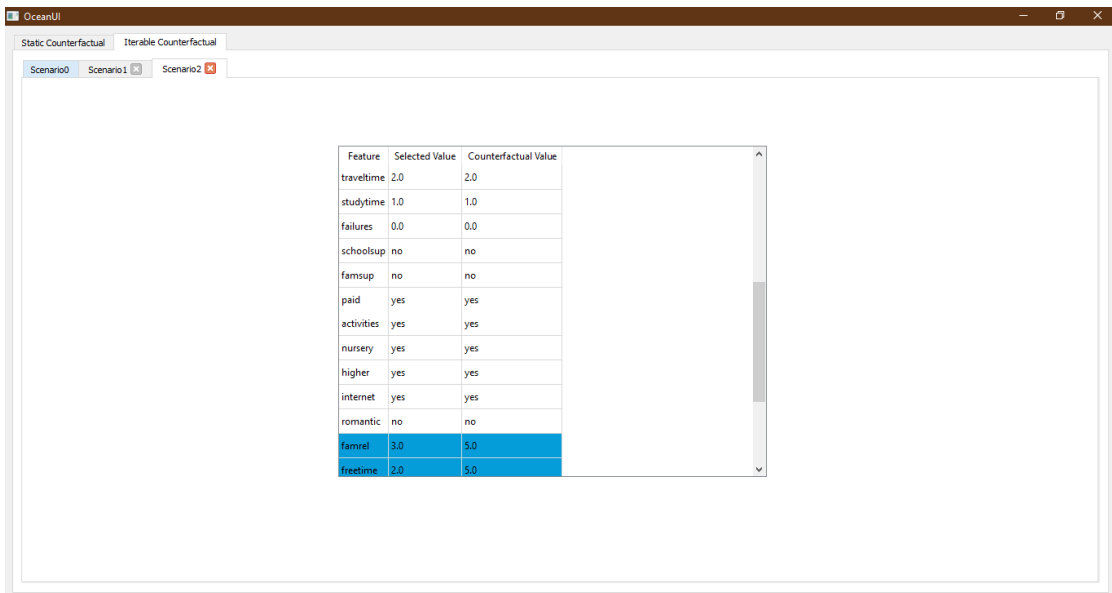 OceanUI
Static Counterfactual Iterable Counterfactual
Scenario0 Scenario1 Scenario2
Feature Selected Value Counterfactual Value
traveltime 2.0 2.0
studytime 1.0 1.0
failures 0.0 0.0
schoolsup no no
famsup no no
paid yes yes
activities yes yes
nursery yes yes
higher yes yes
internet yes yes
romantic no no
famrel 3.0 5.0
freetime 2.0 5.0